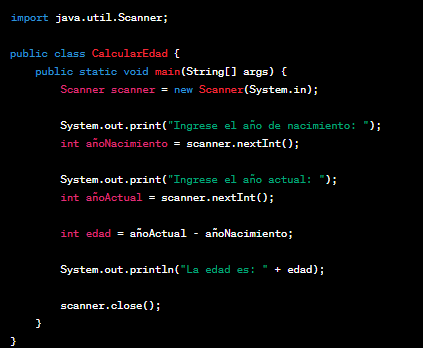 import java.util.Scanner;
public class CalcularEdad {
public static void main(String[] args) {
Scanner scanner = new Scanner(System.in);
System.out.print("Ingrese el año de nacimiento: ");
int añoNacimiento = scanner.nextInt();
System.out.print("Ingrese el año actual: ");
int añoActual = scanner.nextInt();
int edad = añoActual - añoNacimiento;
System.out.println("La edad es: " + edad);
scanner.close();
}
}